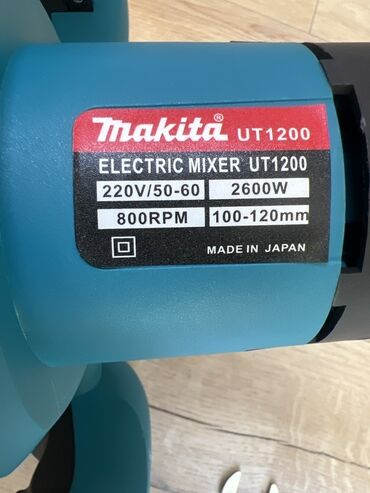 makita UT1200
ELECTRIC MIXER UT1200
220V/50-60 2600W
800RPM 100-120mm
MADE IN JAPAN